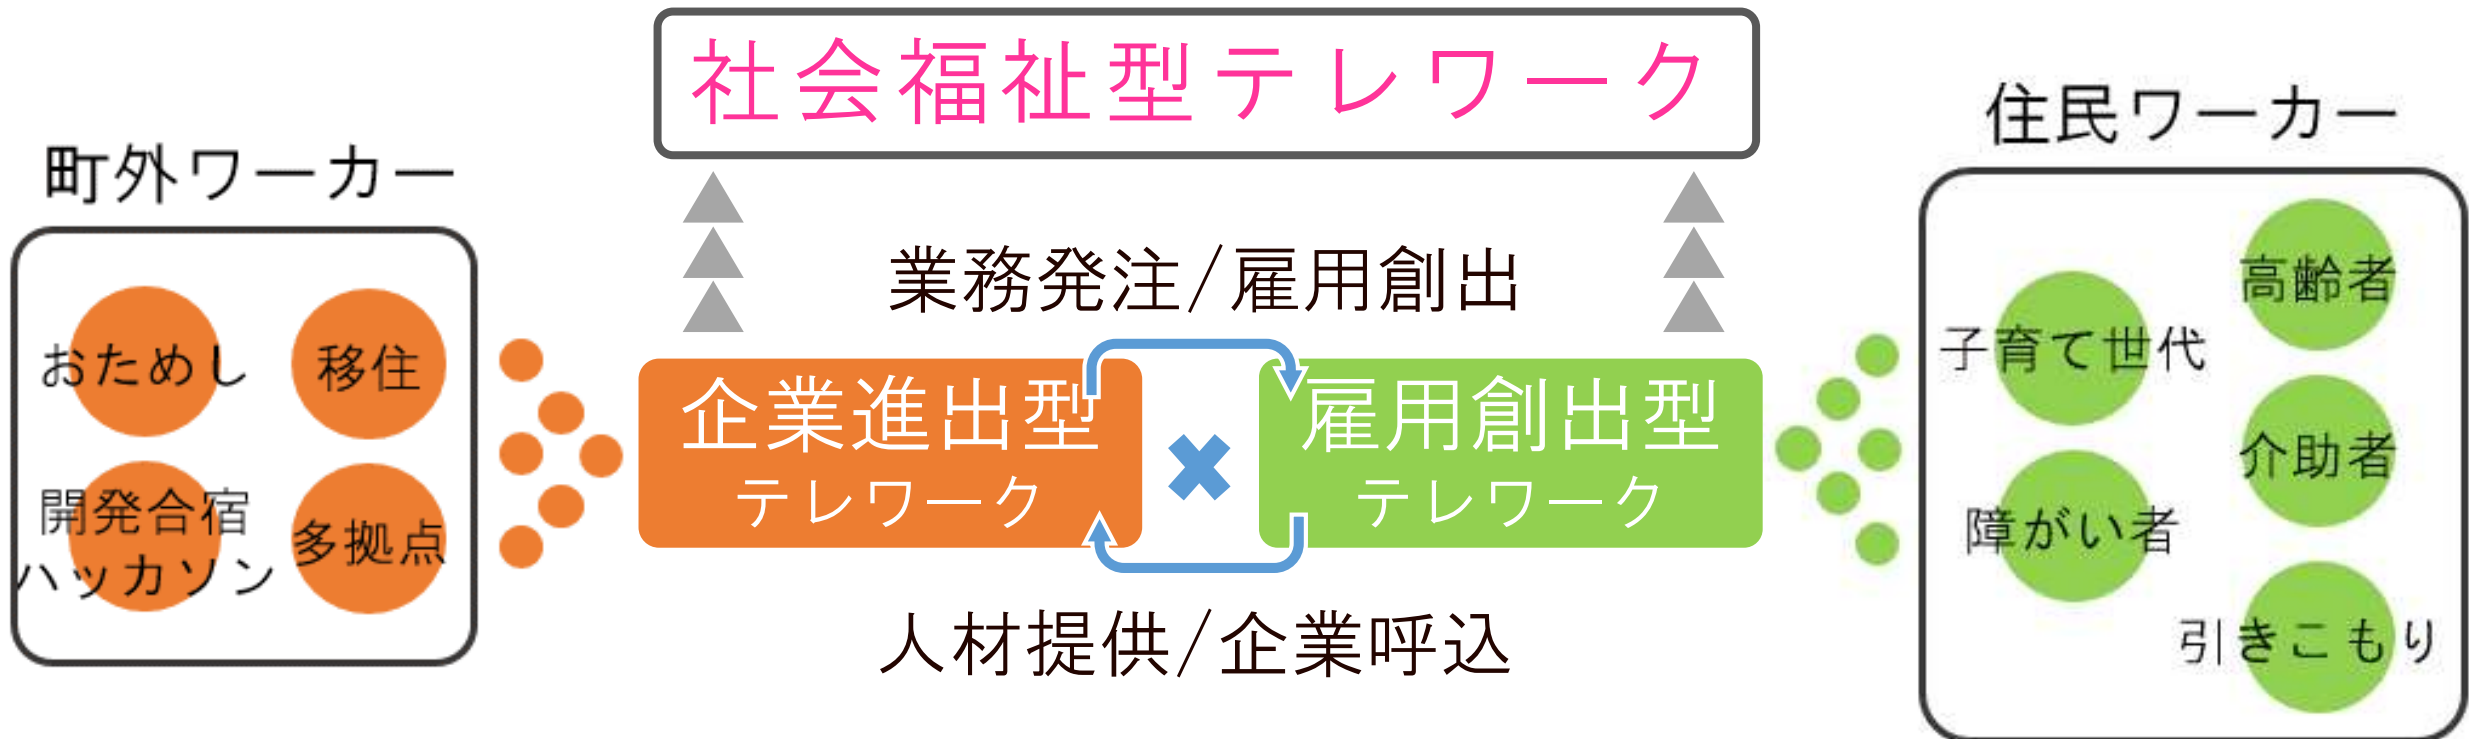 社会福祉型テレワーク
町外ワーカー
おためし
移住
開発合宿
ハッカソン
多拠点
業務発注/雇用創出
企業進出型
テレワーク
雇用創出型
テレワーク
人材提供/企業呼込
住民ワーカー
高齢者
子育て世代
介助者
障がい者
引きこもり